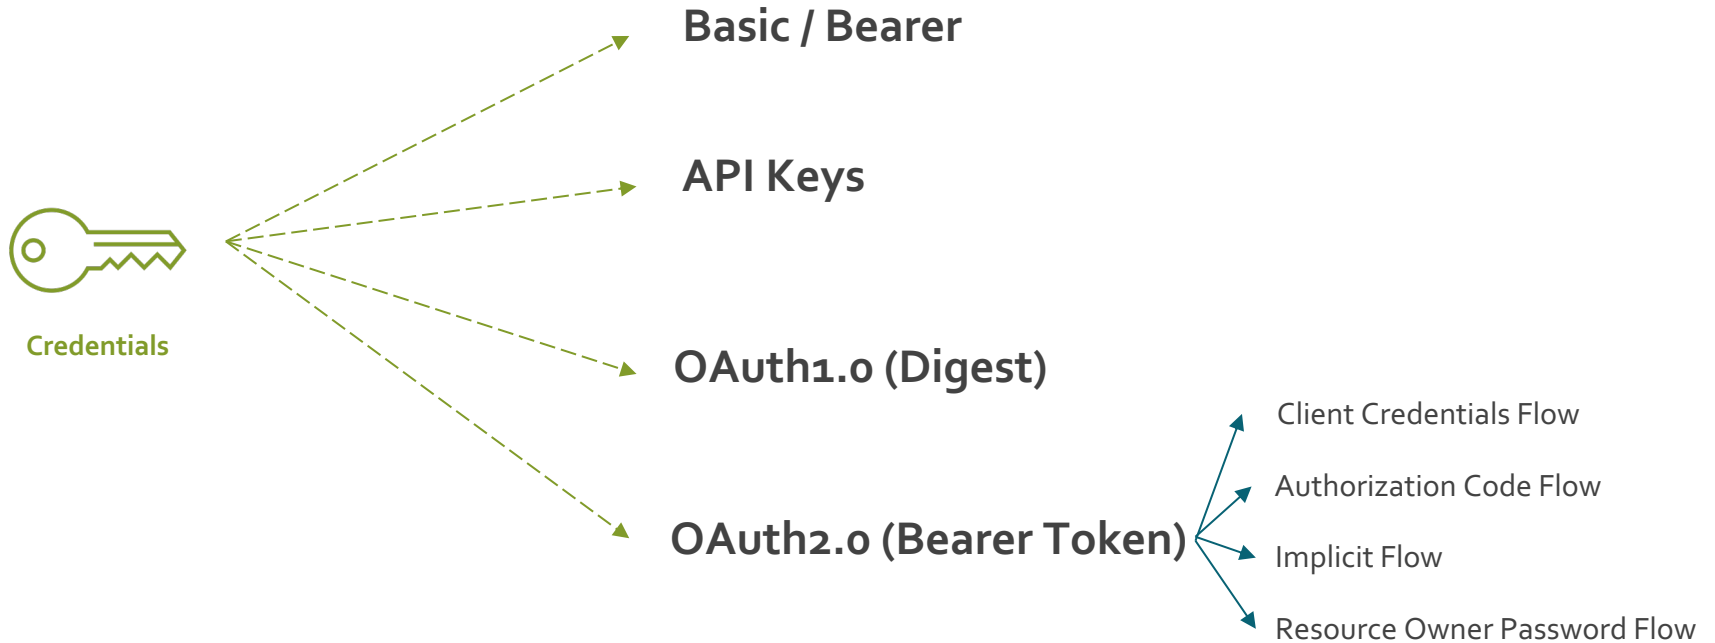 Basic / Bearer
API Keys
Credentials
OAuth1.0 (Digest)
Client Credentials Flow
Authorization Code Flow
OAuth2.0 (Bearer Token)
Implicit Flow
Resource Owner Password Flow